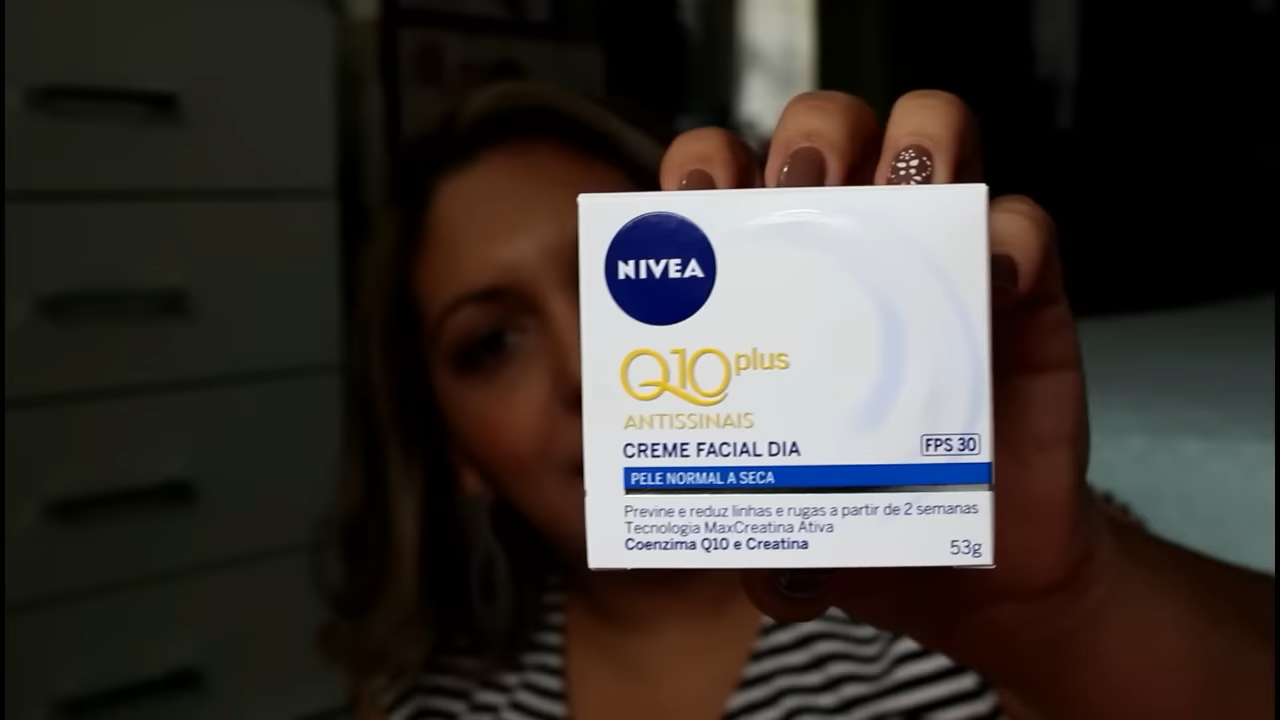 NIVEA
Q10 plus
ANTISSINAIS
CREME FACIAL DIA
FPS 30
PELE NORMAL A SECA
Previne e reduz linhas e rugas a partir de 2 semanas
Tecnologia MaxCreatina Ativa
Coenzima Q10 e Creatina
53g